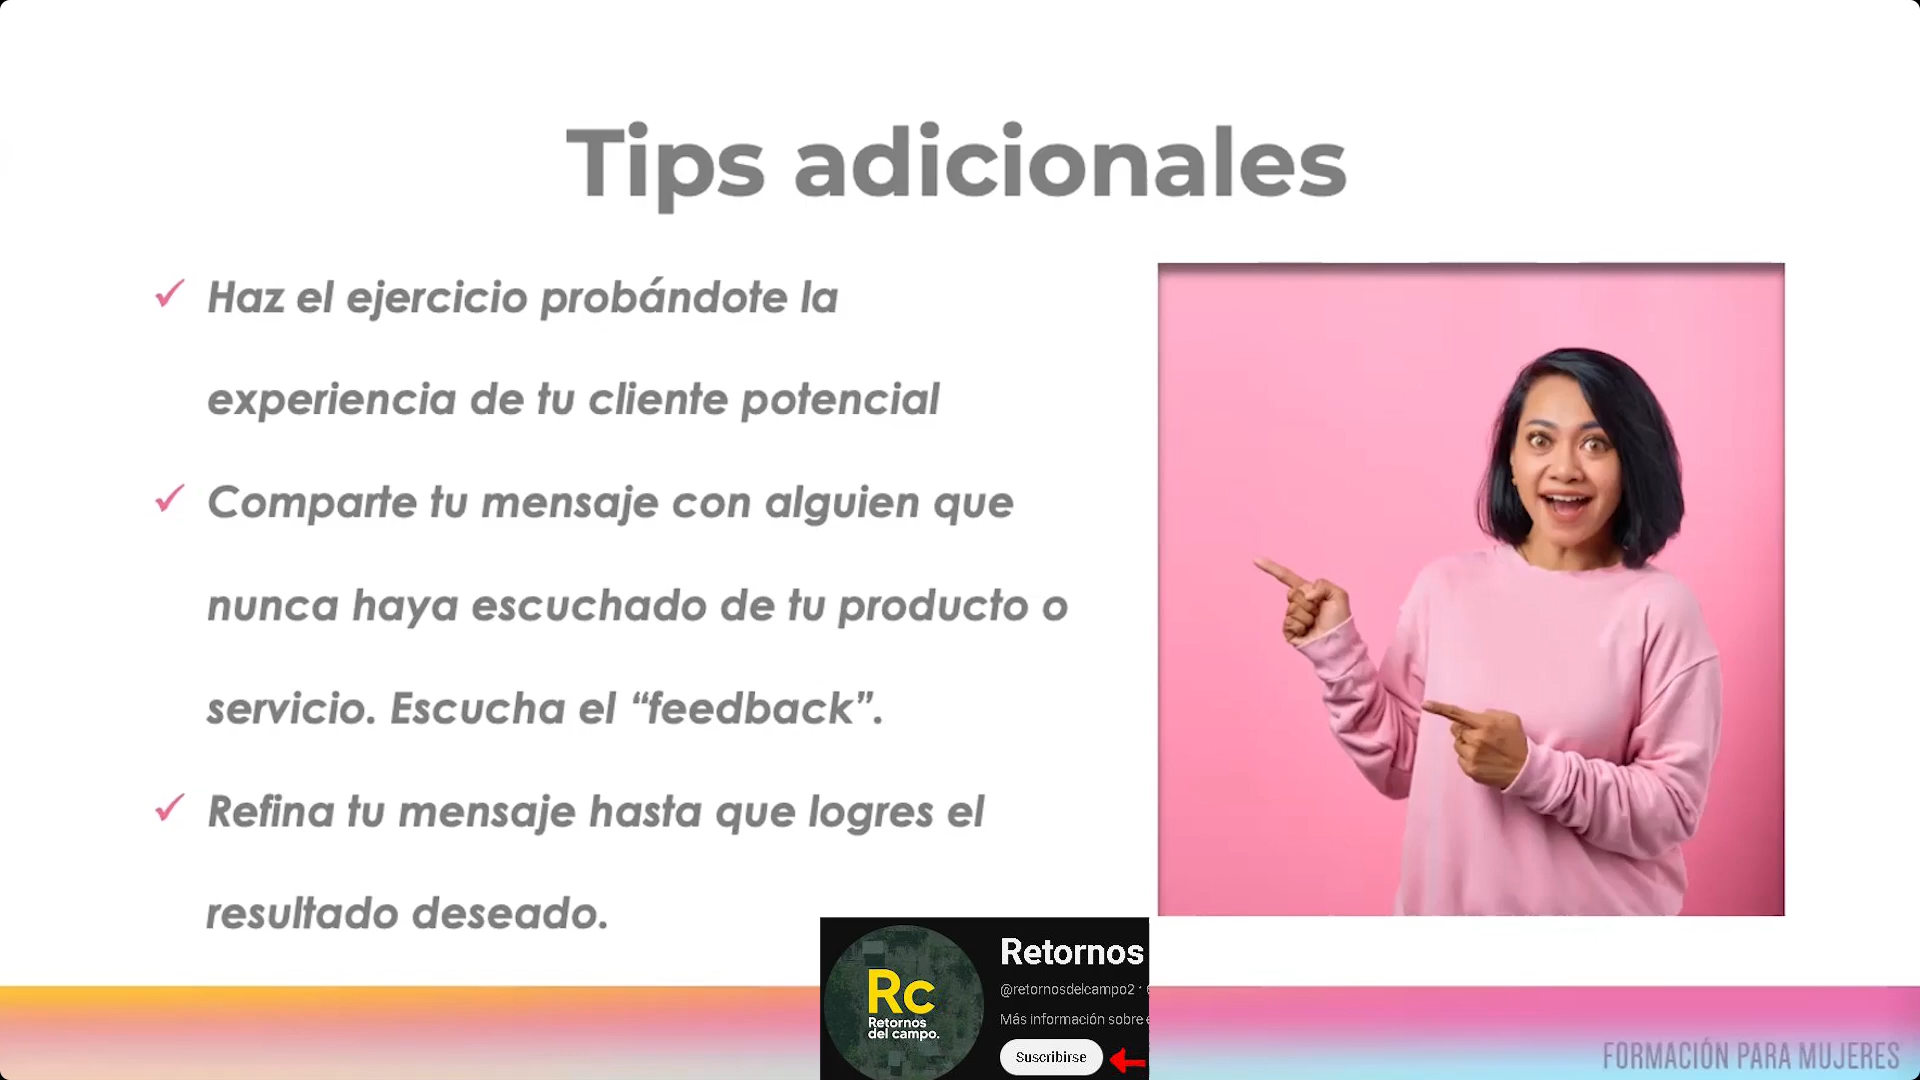 Tips adicionales
✓ Haz el ejercicio probándote la
experiencia de tu cliente potencial
✓ Comparte tu mensaje con alguien que
nunca haya escuchado de tu producto o
servicio. Escucha el “feedback”.
✓ Refina tu mensaje hasta que logres el
resultado deseado.
Rc
Retornos
del campo.
Retornos
@retornosdelcampo2 ·
Más información sobre
Suscribirse
FORMACIÓN PARA MUJERES